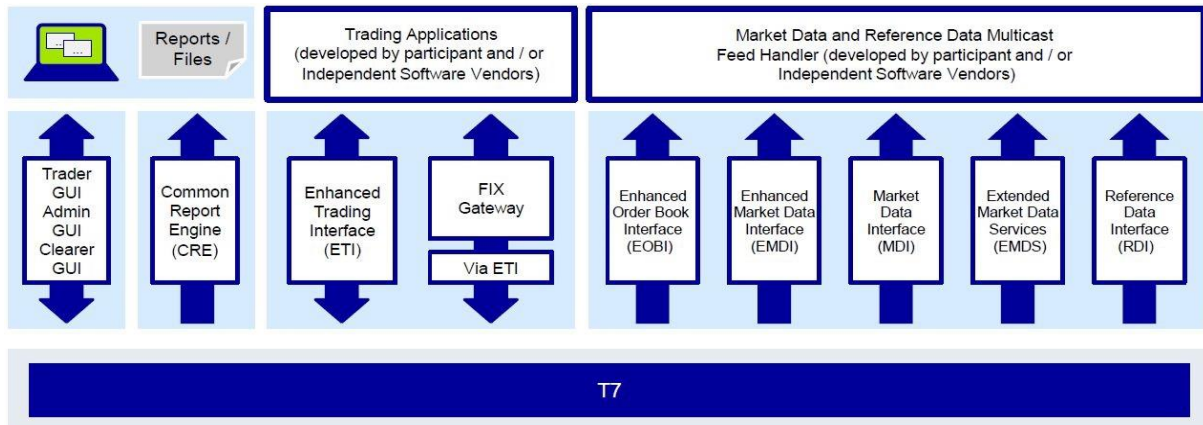 Reports /
Files
Trading Applications
(developed by participant and / or
Independent Software Vendors)
Market Data and Reference Data Multicast
Feed Handler (developed by participant and / or
Independent Software Vendors)
Trader
GUI
Admin
GUI
Clearer
GUI
Common
Report
Engine
(CRE)
Enhanced
Trading
Interface
(ETI)
FIX
Gateway
Via ETI
Enhanced
Order Book
Interface
(EOBI)
Enhanced
Market Data
Interface
(EMDI)
Market
Data
Interface
(MDI)
Extended
Market Data
Services
(EMDS)
Reference
Data
Interface
(RDI)
T7